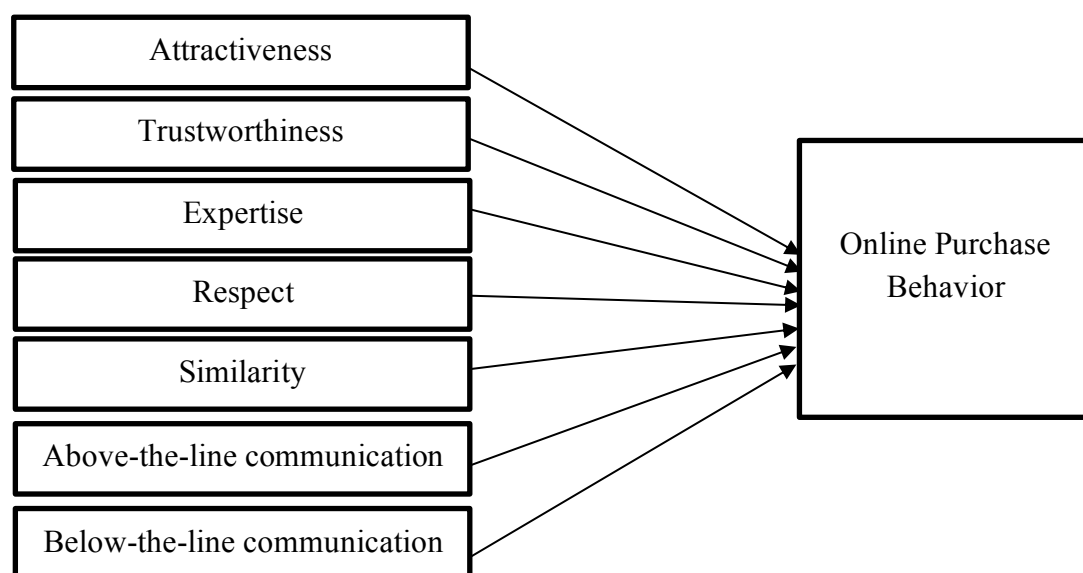 Attractiveness
Trustworthiness
Expertise
Respect
Similarity
Above-the-line communication
Below-the-line communication
Online Purchase
Behavior